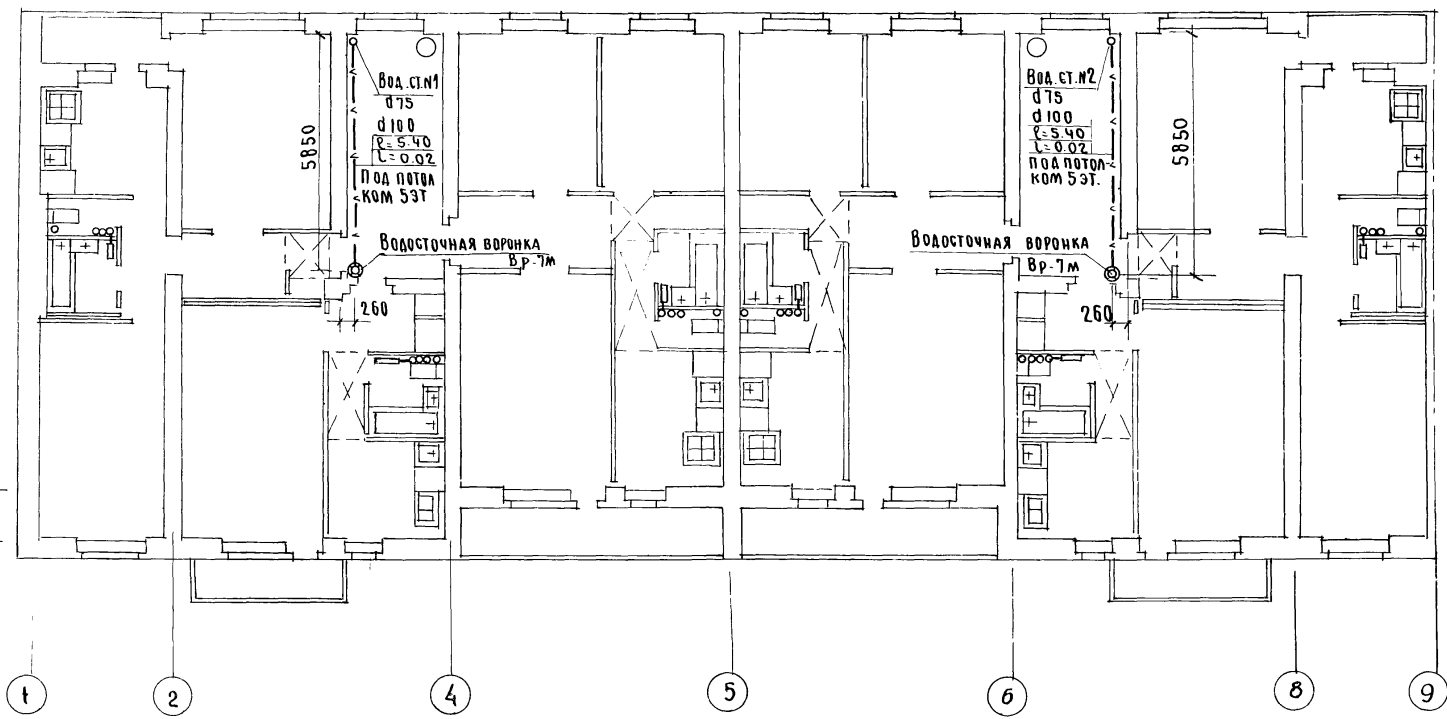 Вод.ст.N1
d75
d100
ℓ=5.40
i=0.02
под потол
ком 5эт
5850
Водосточная воронка
Вр-7м
260
Вод.ст.N2
d75
d100
ℓ=5.40
i=0.02
под потол-
ком 5эт.
5850
Водосточная воронка
Вр-7м
260
1
2
4
5
6
8
9